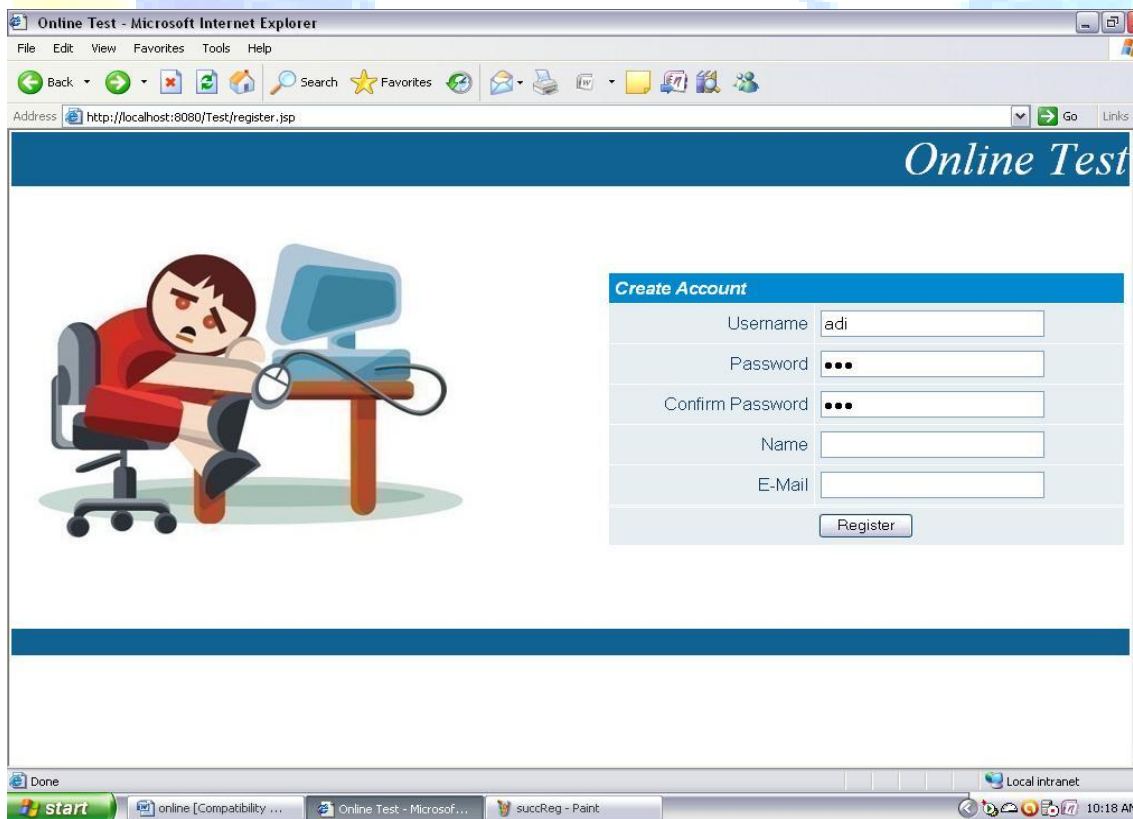 Online Test - Microsoft Internet Explorer
File Edit View Favorites Tools Help
Back Search Favorites
Address http://localhost:8080/Test/register.jsp Go Links
Online Test
Create Account
Username adi
Password •••
Confirm Password •••
Name
E-Mail
Register
Done Local intranet
start online [Compatibility ... Online Test - Microsof... succReg - Paint 10:18 AM